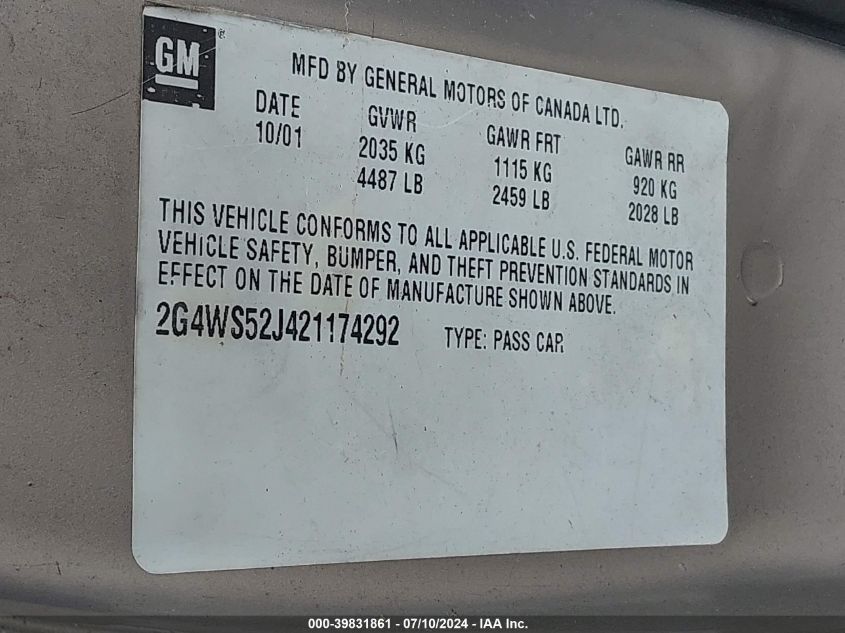 GM®
MFD BY GENERAL MOTORS OF CANADA LTD.
DATE GVWR GAWR FRT GAWR RR
10/01 2035 KG 1115 KG 920 KG
4487 LB 2459 LB 2028 LB
THIS VEHICLE CONFORMS TO ALL APPLICABLE U.S. FEDERAL MOTOR
VEHICLE SAFETY, BUMPER, AND THEFT PREVENTION STANDARDS IN
EFFECT ON THE DATE OF MANUFACTURE SHOWN ABOVE.
2G4WS52J421174292 TYPE: PASS CAR
000-39831861 - 07/10/2024 - IAA Inc.